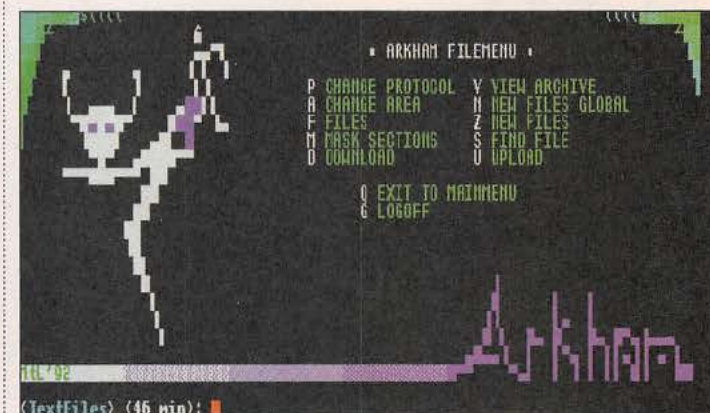 ▪ ARKHAM FILEMENU ▪
P CHANGE PROTOCOL V VIEW ARCHIVE
A CHANGE AREA N NEW FILES GLOBAL
F FILES Z NEW FILES
M MASK SECTIONS S FIND FILE
D DOWNLOAD U UPLOAD
Q EXIT TO MAINMENU
G LOGOFF
Arkham
(TextFiles) (46 min):